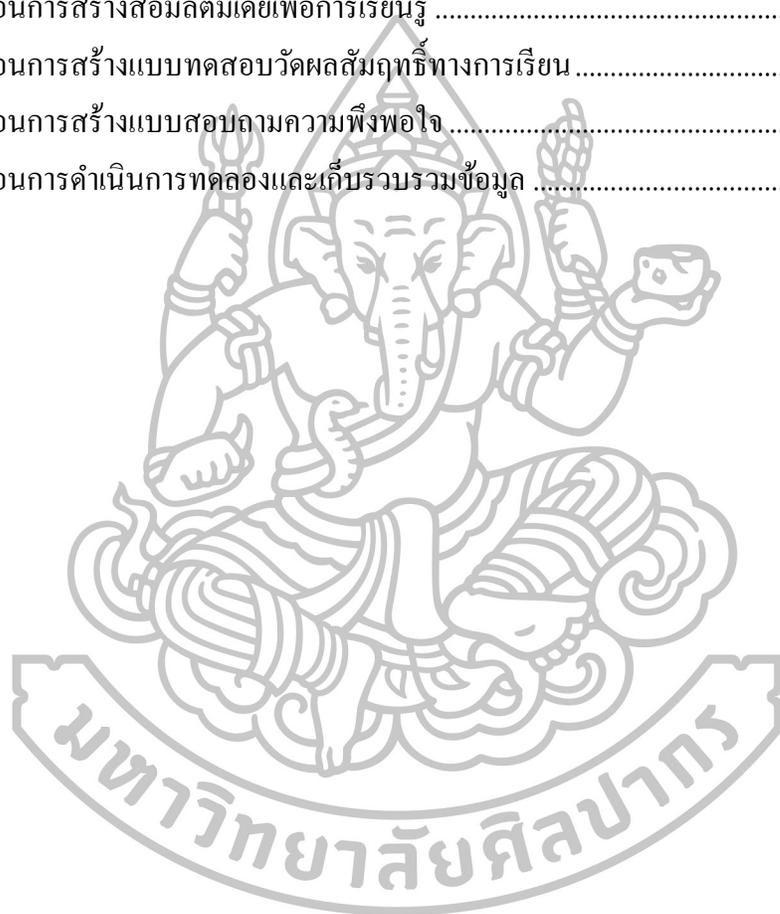 อนการสร้างสื่อมัลติมีเดียเพื่อการเรียนรู้ ........................................................
อนการสร้างแบบทดสอบวัดผลสัมฤทธิ์ทางการเรียน ................................
อนการสร้างแบบสอบถามความพึงพอใจ ....................................................
อนการดำเนินการทดลองและเก็บรวบรวมข้อมูล ........................................
มหาวิทยาลัยศิลปากร